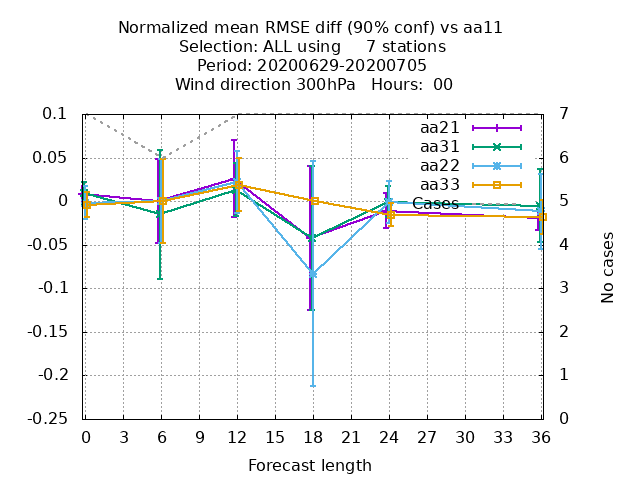 Normalized mean RMSE diff (90% conf) vs aa11
Selection: ALL using     7 stations
Period: 20200629-20200705
Wind direction 300hPa   Hours:  00
0.1
0.05
0
-0.05
-0.1
-0.15
-0.2
-0.25
7
6
5
4
3
2
1
0
No cases
aa21
aa31
aa22
aa33
Cases
0 3 6 9 12 15 18 21 24 27 30 33 36
Forecast length